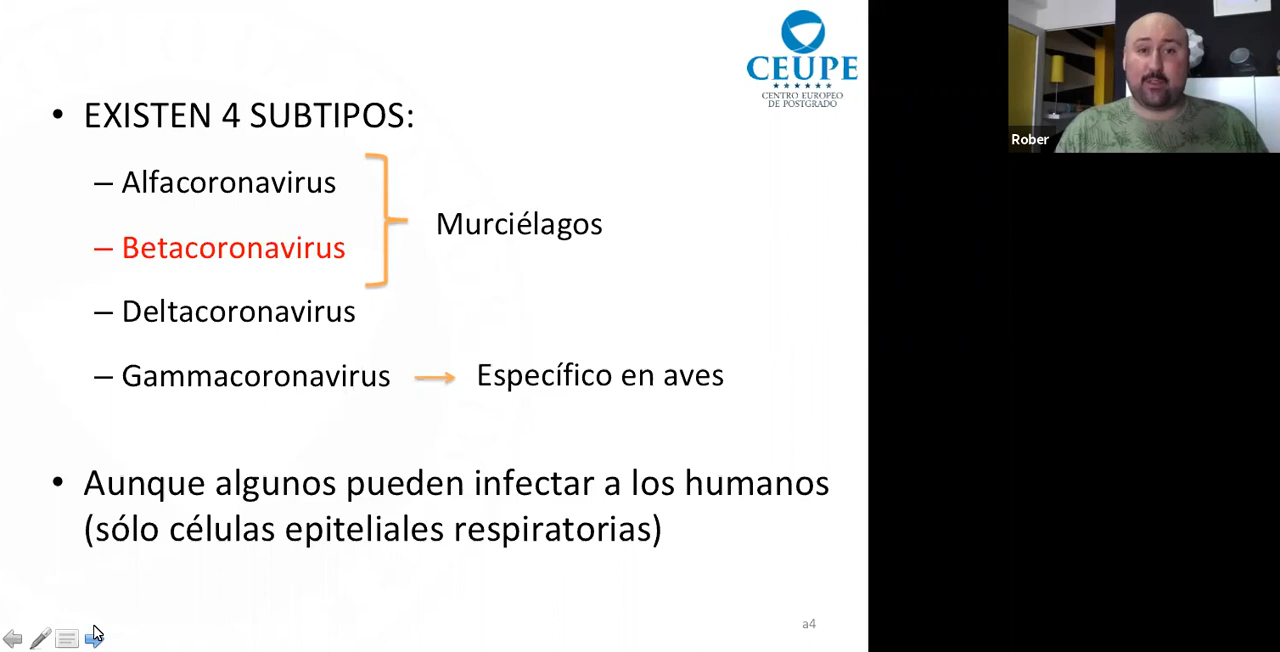 CEUPE
CENTRO EUROPEO
DE POSTGRADO
• EXISTEN 4 SUBTIPOS:
– Alfacoronavirus
– Betacoronavirus
Murciélagos
– Deltacoronavirus
– Gammacoronavirus → Específico en aves
• Aunque algunos pueden infectar a los humanos
(sólo células epiteliales respiratorias)
a4
Rober